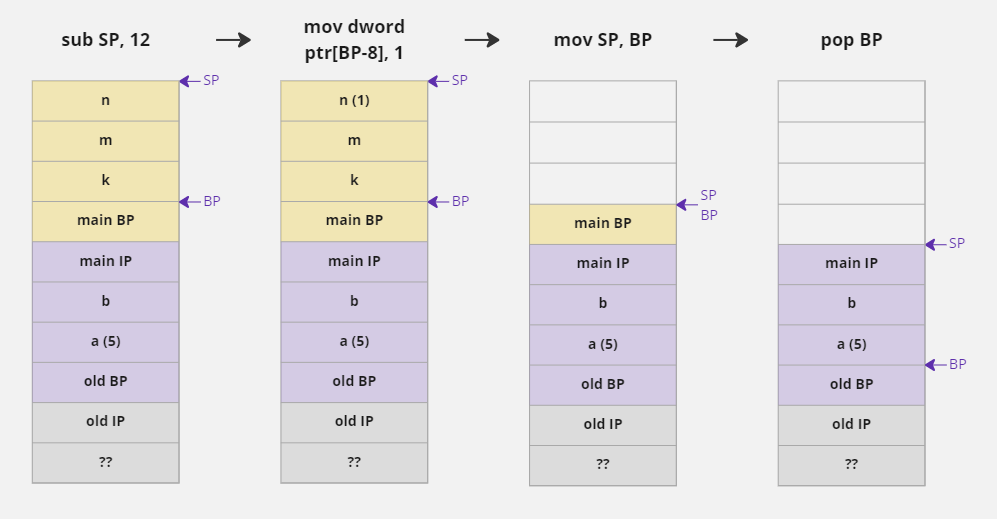 sub SP, 12
mov dword
ptr[BP-8], 1
mov SP, BP
pop BP
SP
n
m
k
BP
main BP
main IP
b
a (5)
old BP
old IP
??
SP
n (1)
m
k
BP
main BP
main IP
b
a (5)
old BP
old IP
??
SP
BP
main BP
main IP
b
a (5)
old BP
old IP
??
SP
main IP
b
a (5)
BP
old BP
old IP
??